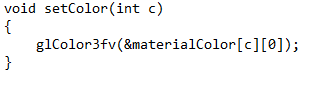 void setColor(int c)
{
    glColor3fv(&materialColor[c][0]);
}